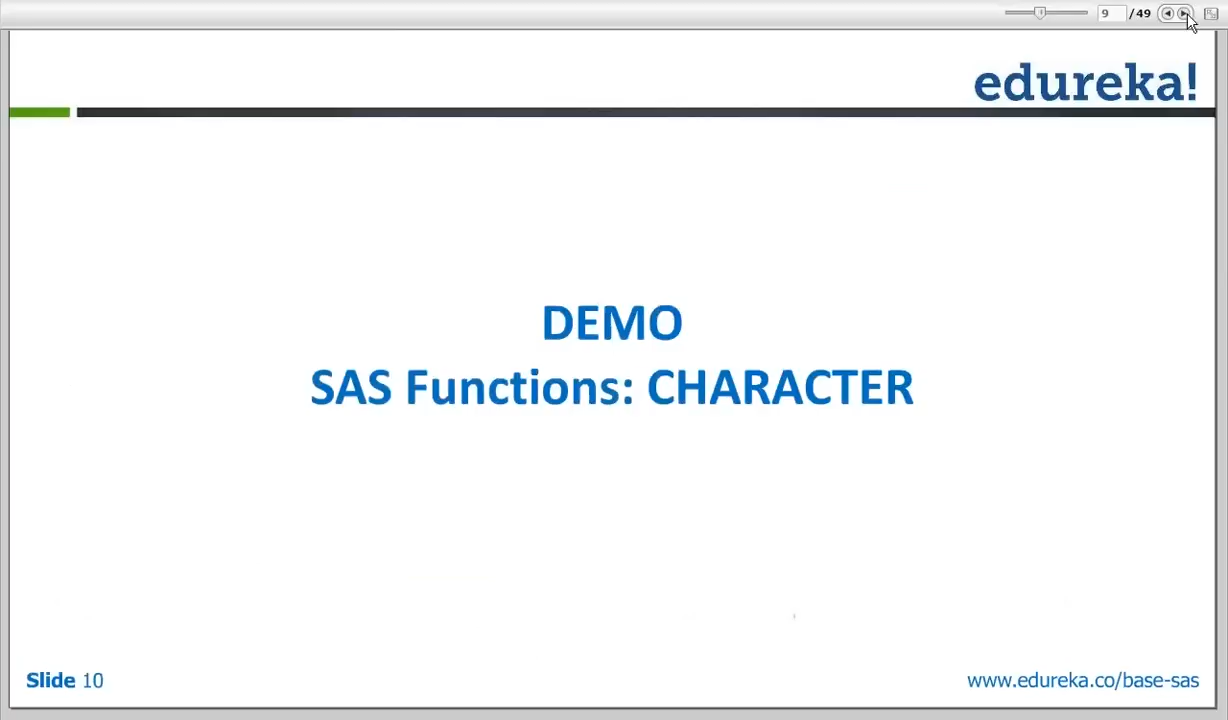 9 /49
edureka!
DEMO
SAS Functions: CHARACTER
Slide 10
www.edureka.co/base-sas